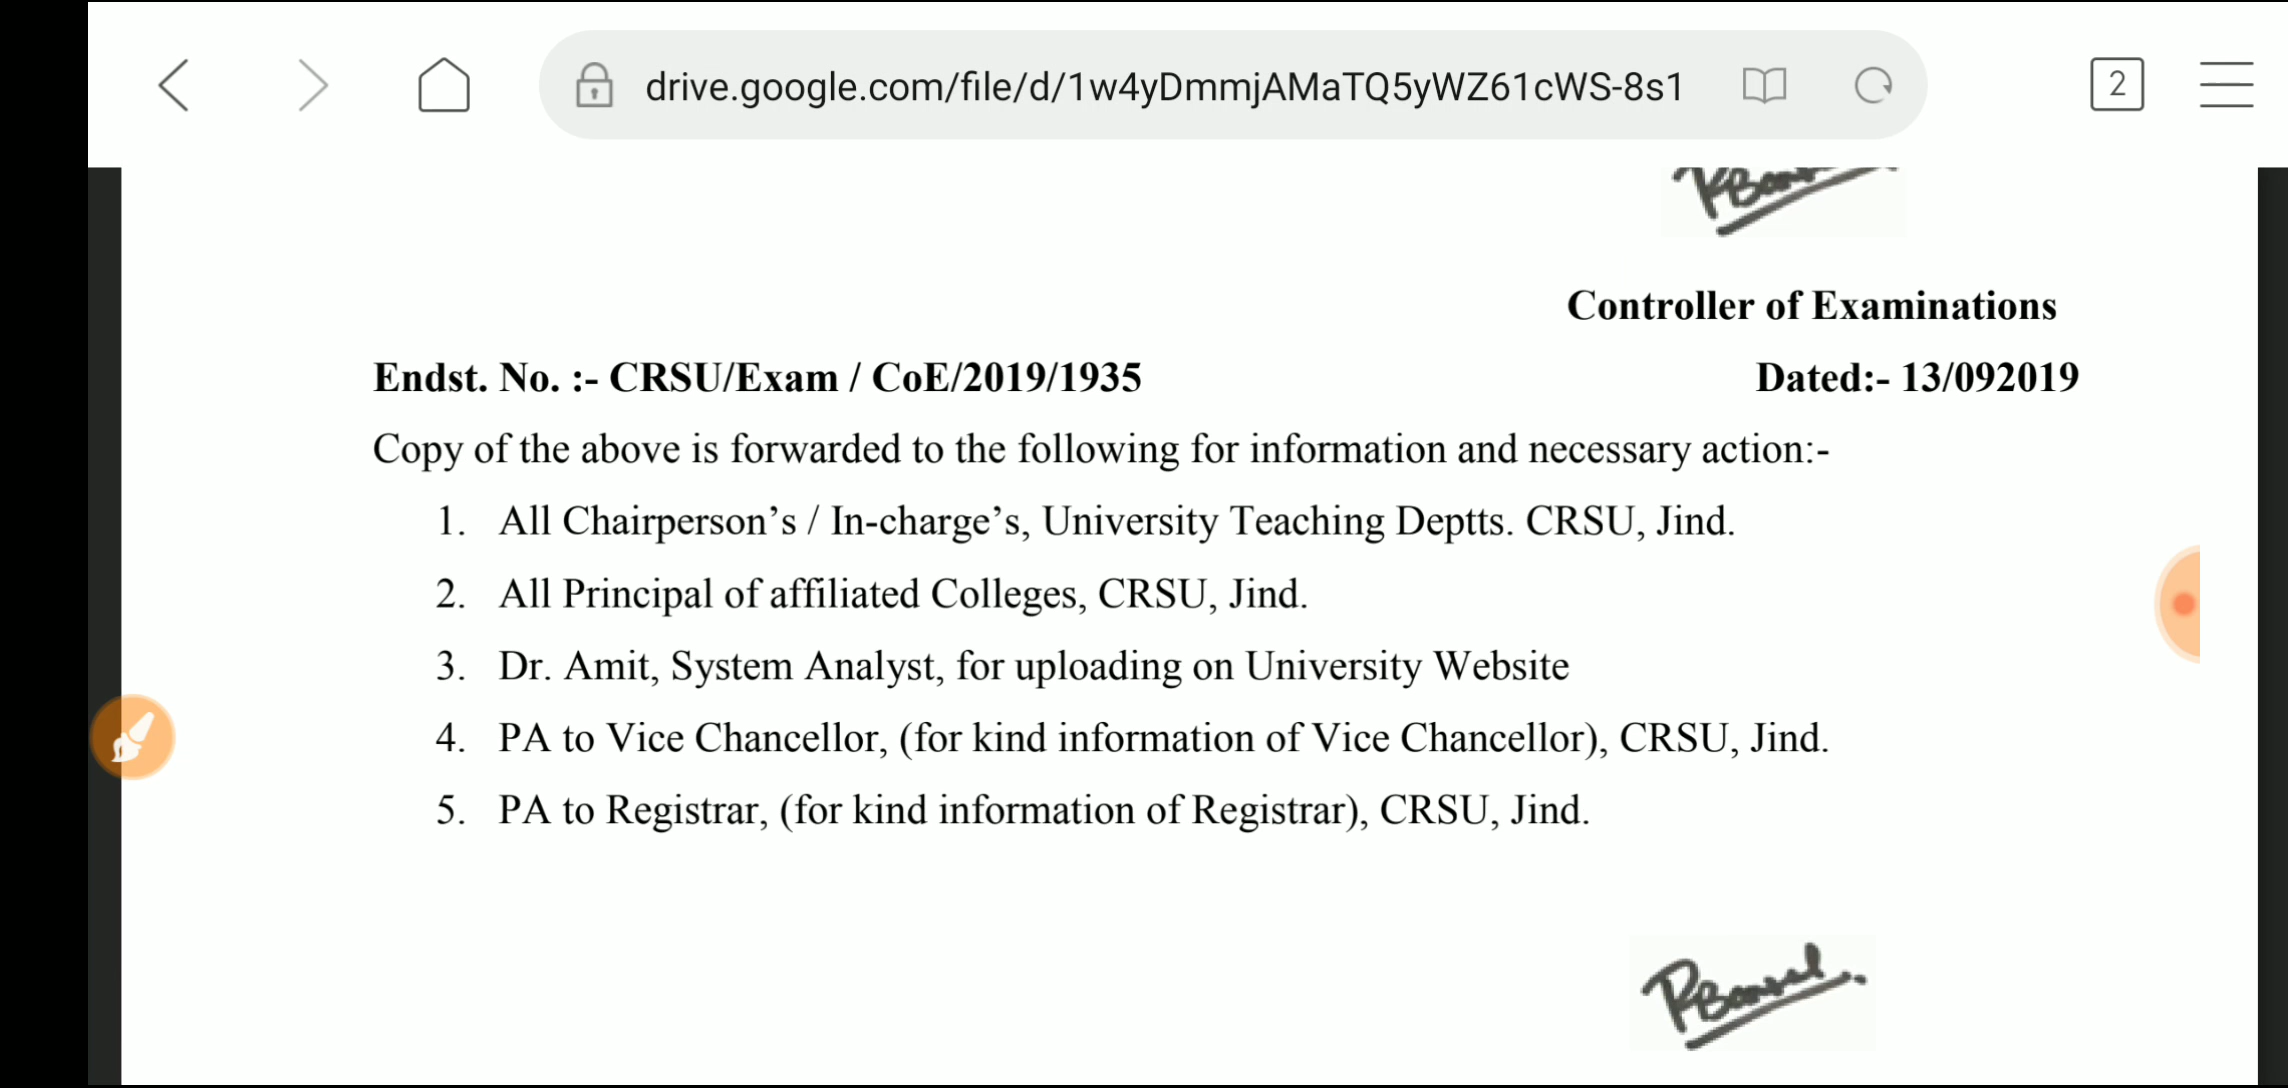 drive.google.com/file/d/1w4yDmmjAMaTQ5yWZ61cWS-8s1
2
Controller of Examinations
Endst. No. :- CRSU/Exam / CoE/2019/1935 Dated:- 13/092019
Copy of the above is forwarded to the following for information and necessary action:-
1. All Chairperson’s / In-charge’s, University Teaching Deptts. CRSU, Jind.
2. All Principal of affiliated Colleges, CRSU, Jind.
3. Dr. Amit, System Analyst, for uploading on University Website
4. PA to Vice Chancellor, (for kind information of Vice Chancellor), CRSU, Jind.
5. PA to Registrar, (for kind information of Registrar), CRSU, Jind.